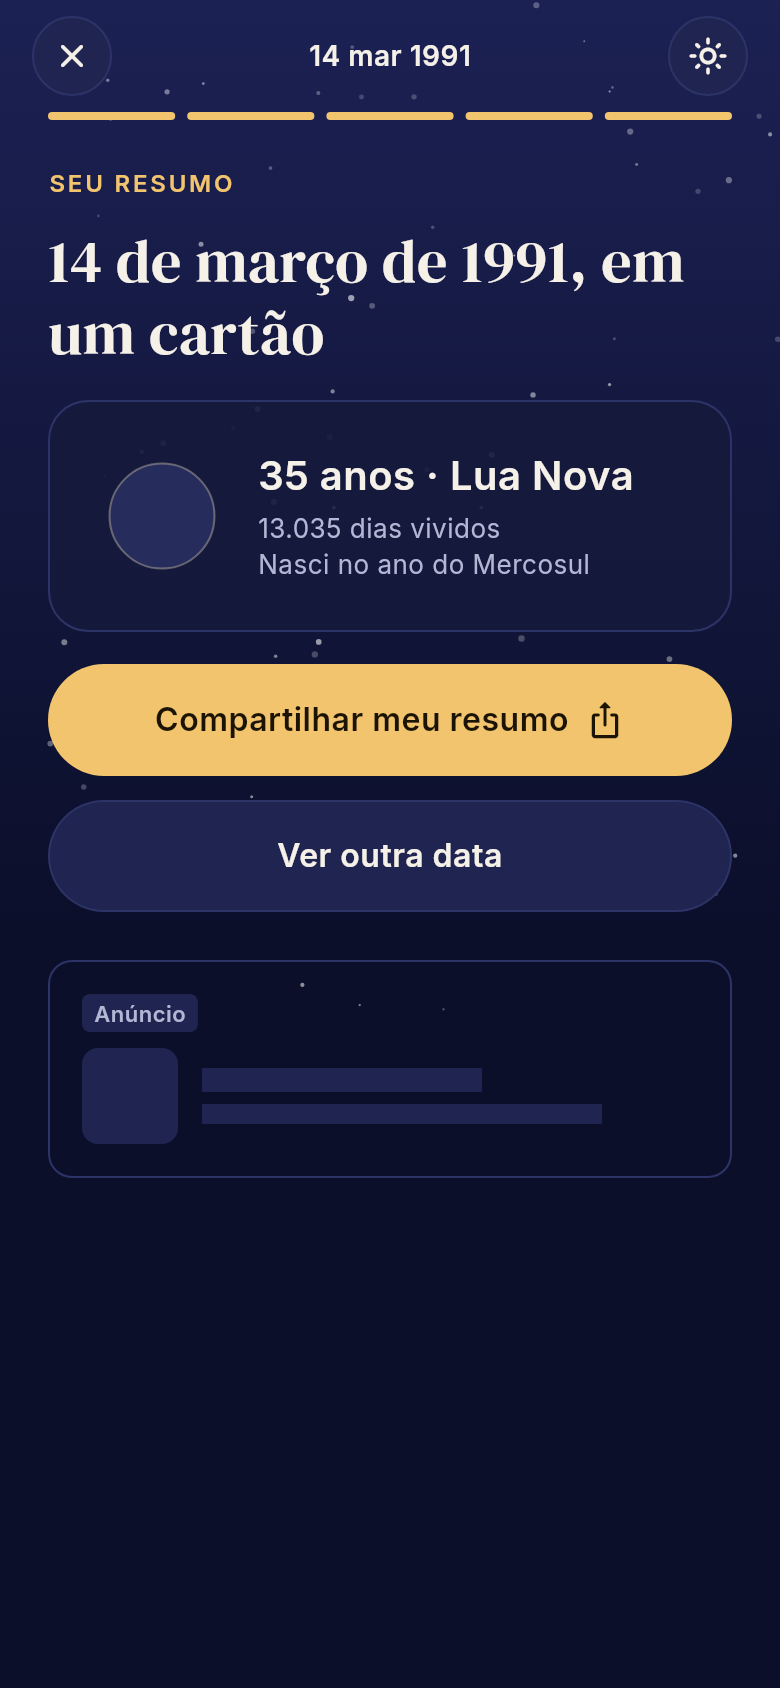 14 mar 1991
SEU RESUMO
14 de março de 1991, em
um cartão
35 anos · Lua Nova
13.035 dias vividos
Nasci no ano do Mercosul
Compartilhar meu resumo
Ver outra data
Anúncio